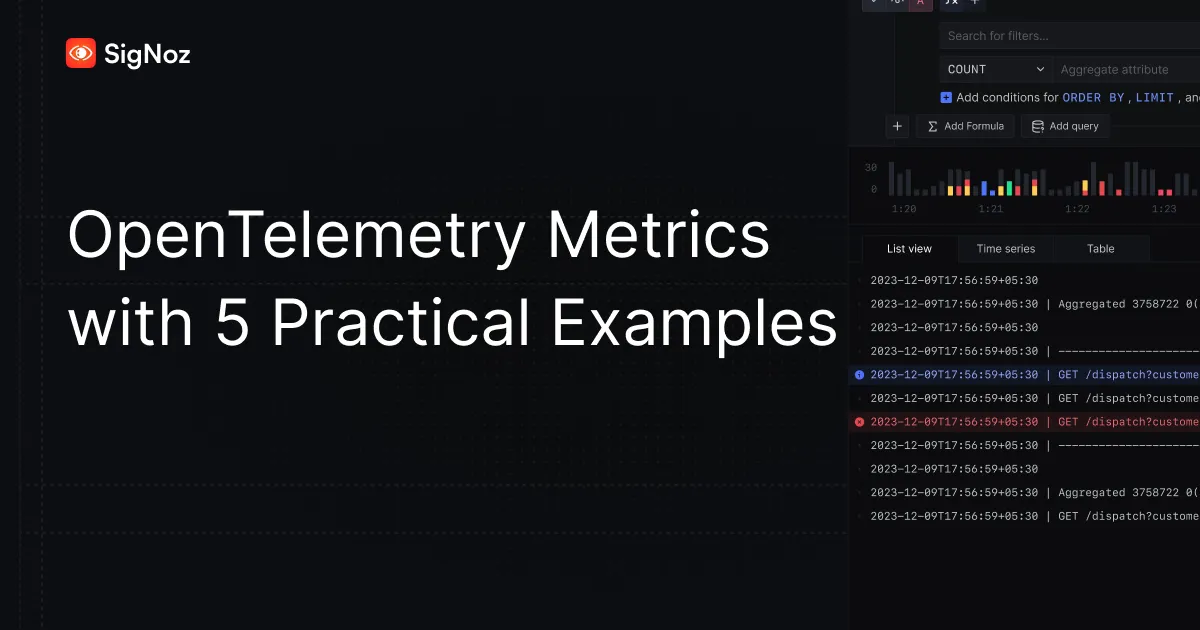 SigNoz
OpenTelemetry Metrics
with 5 Practical Examples
Search for filters...
COUNT
Aggregate attribute
Add conditions for ORDER BY, LIMIT, an
+
Add Formula
Add query
30
0
1:20 1:21 1:22 1:23
List view Time series Table
2023-12-09T17:56:59+05:30
2023-12-09T17:56:59+05:30 | Aggregated 3758722 0(
2023-12-09T17:56:59+05:30
2023-12-09T17:56:59+05:30 | ---------------------
2023-12-09T17:56:59+05:30 | GET /dispatch?custome
2023-12-09T17:56:59+05:30 | GET /dispatch?custome
2023-12-09T17:56:59+05:30 | GET /dispatch?custome
2023-12-09T17:56:59+05:30 | ---------------------
2023-12-09T17:56:59+05:30
2023-12-09T17:56:59+05:30 | Aggregated 3758722 0(
2023-12-09T17:56:59+05:30 | GET /dispatch?custome